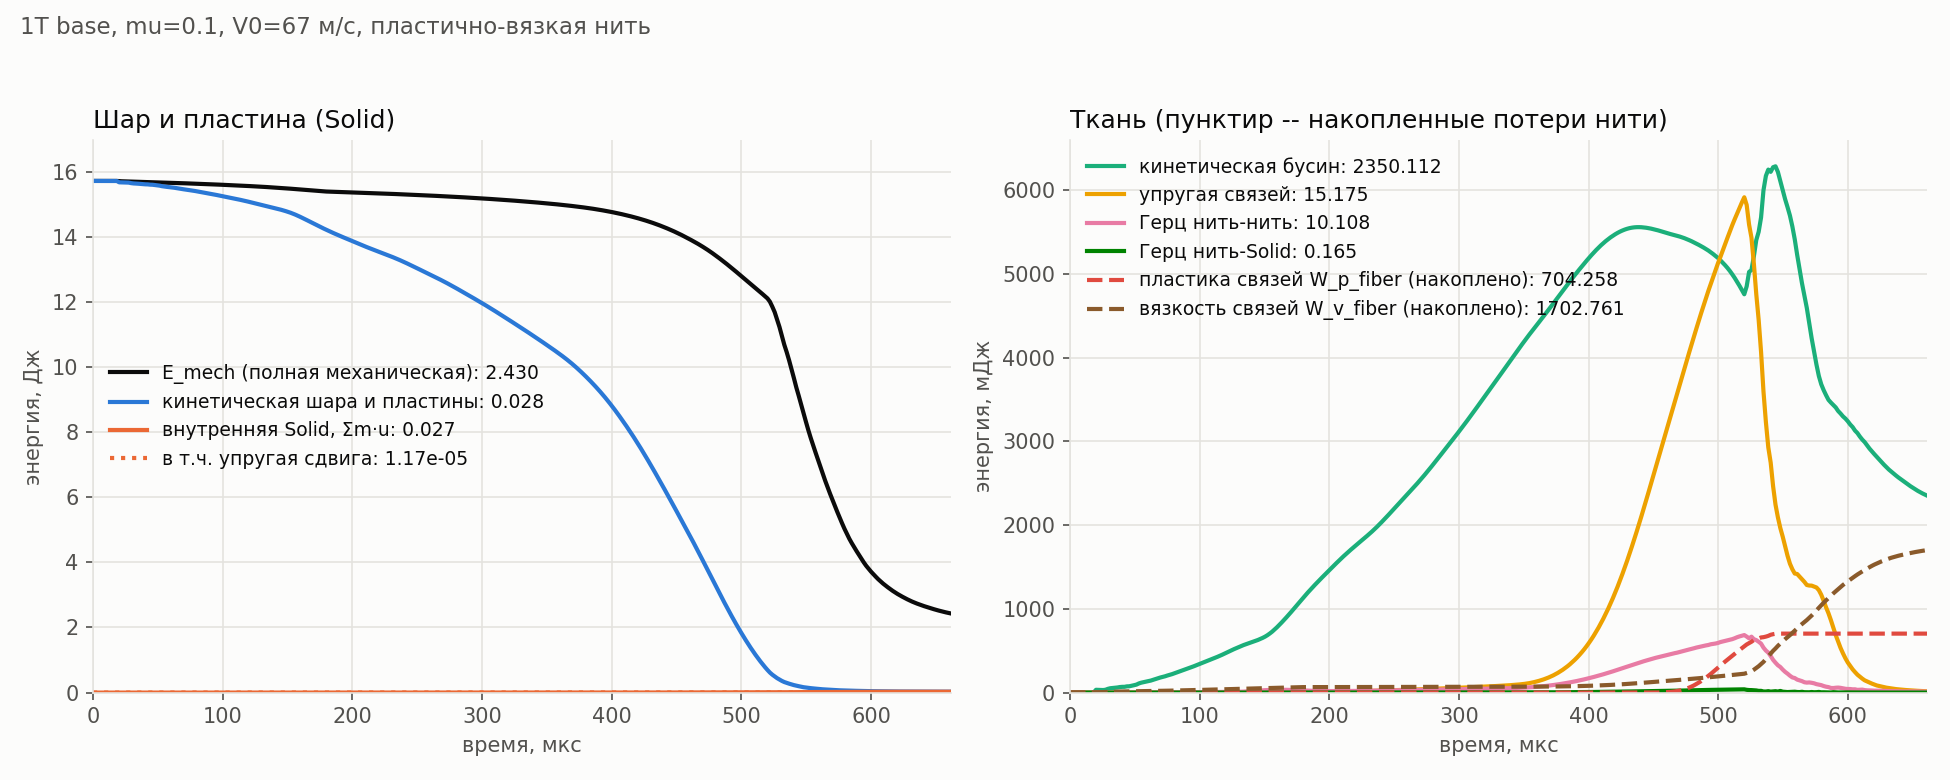 1T base, mu=0.1, V0=67 м/с, пластично-вязкая нить
Шар и пластина (Solid)
энергия, Дж
16
14
12
10
8
6
4
2
0
E_mech (полная механическая): 2.430
кинетическая шара и пластины: 0.028
внутренняя Solid, Σm·u: 0.027
в т.ч. упругая сдвига: 1.17e-05
0 100 200 300 400 500 600
время, мкс
Ткань (пунктир -- накопленные потери нити)
энергия, мДж
6000
5000
4000
3000
2000
1000
0
кинетическая бусин: 2350.112
упругая связей: 15.175
Герц нить-нить: 10.108
Герц нить-Solid: 0.165
пластика связей W_p_fiber (накоплено): 704.258
вязкость связей W_v_fiber (накоплено): 1702.761
0 100 200 300 400 500 600
время, мкс